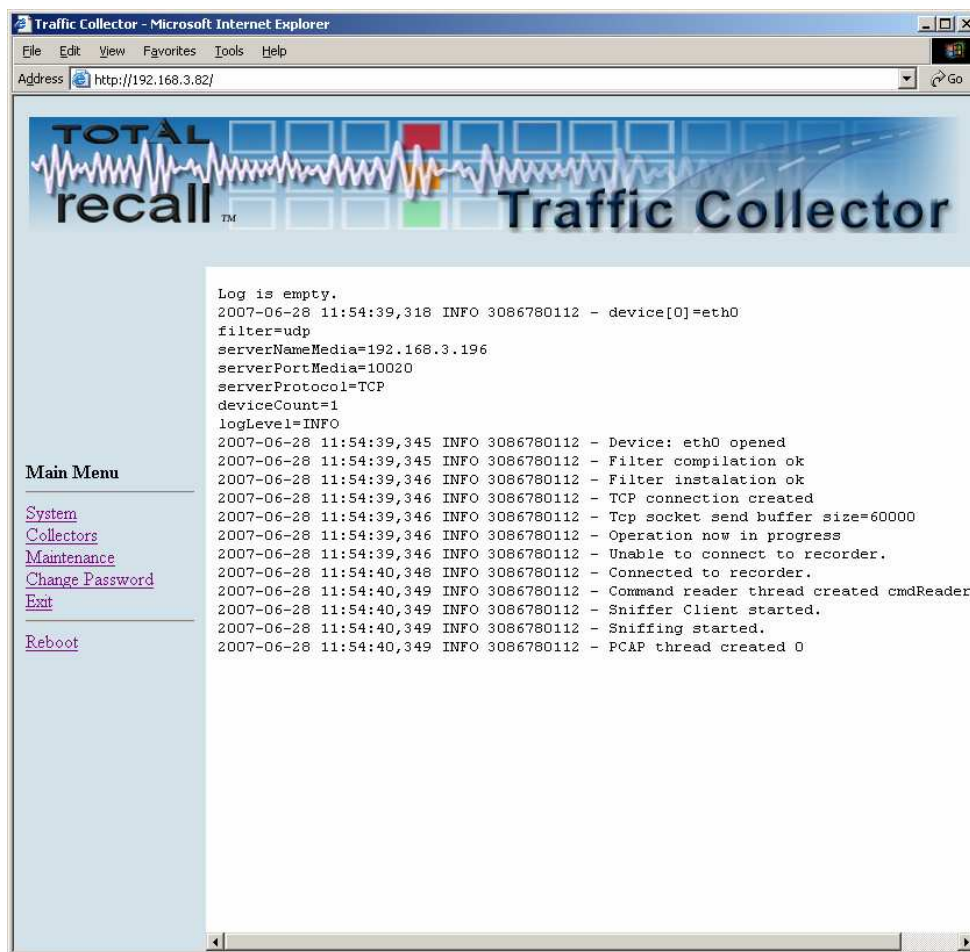 Traffic Collector - Microsoft Internet Explorer
File Edit View Favorites Tools Help
Address http://192.168.3.82/ Go
TOTAL
recall TM
Traffic Collector
Log is empty.
2007-06-28 11:54:39,318 INFO 3086780112 - device[0]=eth0
filter=udp
serverNameMedia=192.168.3.196
serverPortMedia=10020
serverProtocol=TCP
deviceCount=1
logLevel=INFO
2007-06-28 11:54:39,345 INFO 3086780112 - Device: eth0 opened
2007-06-28 11:54:39,345 INFO 3086780112 - Filter compilation ok
2007-06-28 11:54:39,346 INFO 3086780112 - Filter instalation ok
2007-06-28 11:54:39,346 INFO 3086780112 - TCP connection created
2007-06-28 11:54:39,346 INFO 3086780112 - Tcp socket send buffer size=60000
2007-06-28 11:54:39,346 INFO 3086780112 - Operation now in progress
2007-06-28 11:54:39,346 INFO 3086780112 - Unable to connect to recorder.
2007-06-28 11:54:40,348 INFO 3086780112 - Connected to recorder.
2007-06-28 11:54:40,349 INFO 3086780112 - Command reader thread created cmdReader
2007-06-28 11:54:40,349 INFO 3086780112 - Sniffer Client started.
2007-06-28 11:54:40,349 INFO 3086780112 - Sniffing started.
2007-06-28 11:54:40,349 INFO 3086780112 - PCAP thread created 0
Main Menu
System
Collectors
Maintenance
Change Password
Exit
Reboot